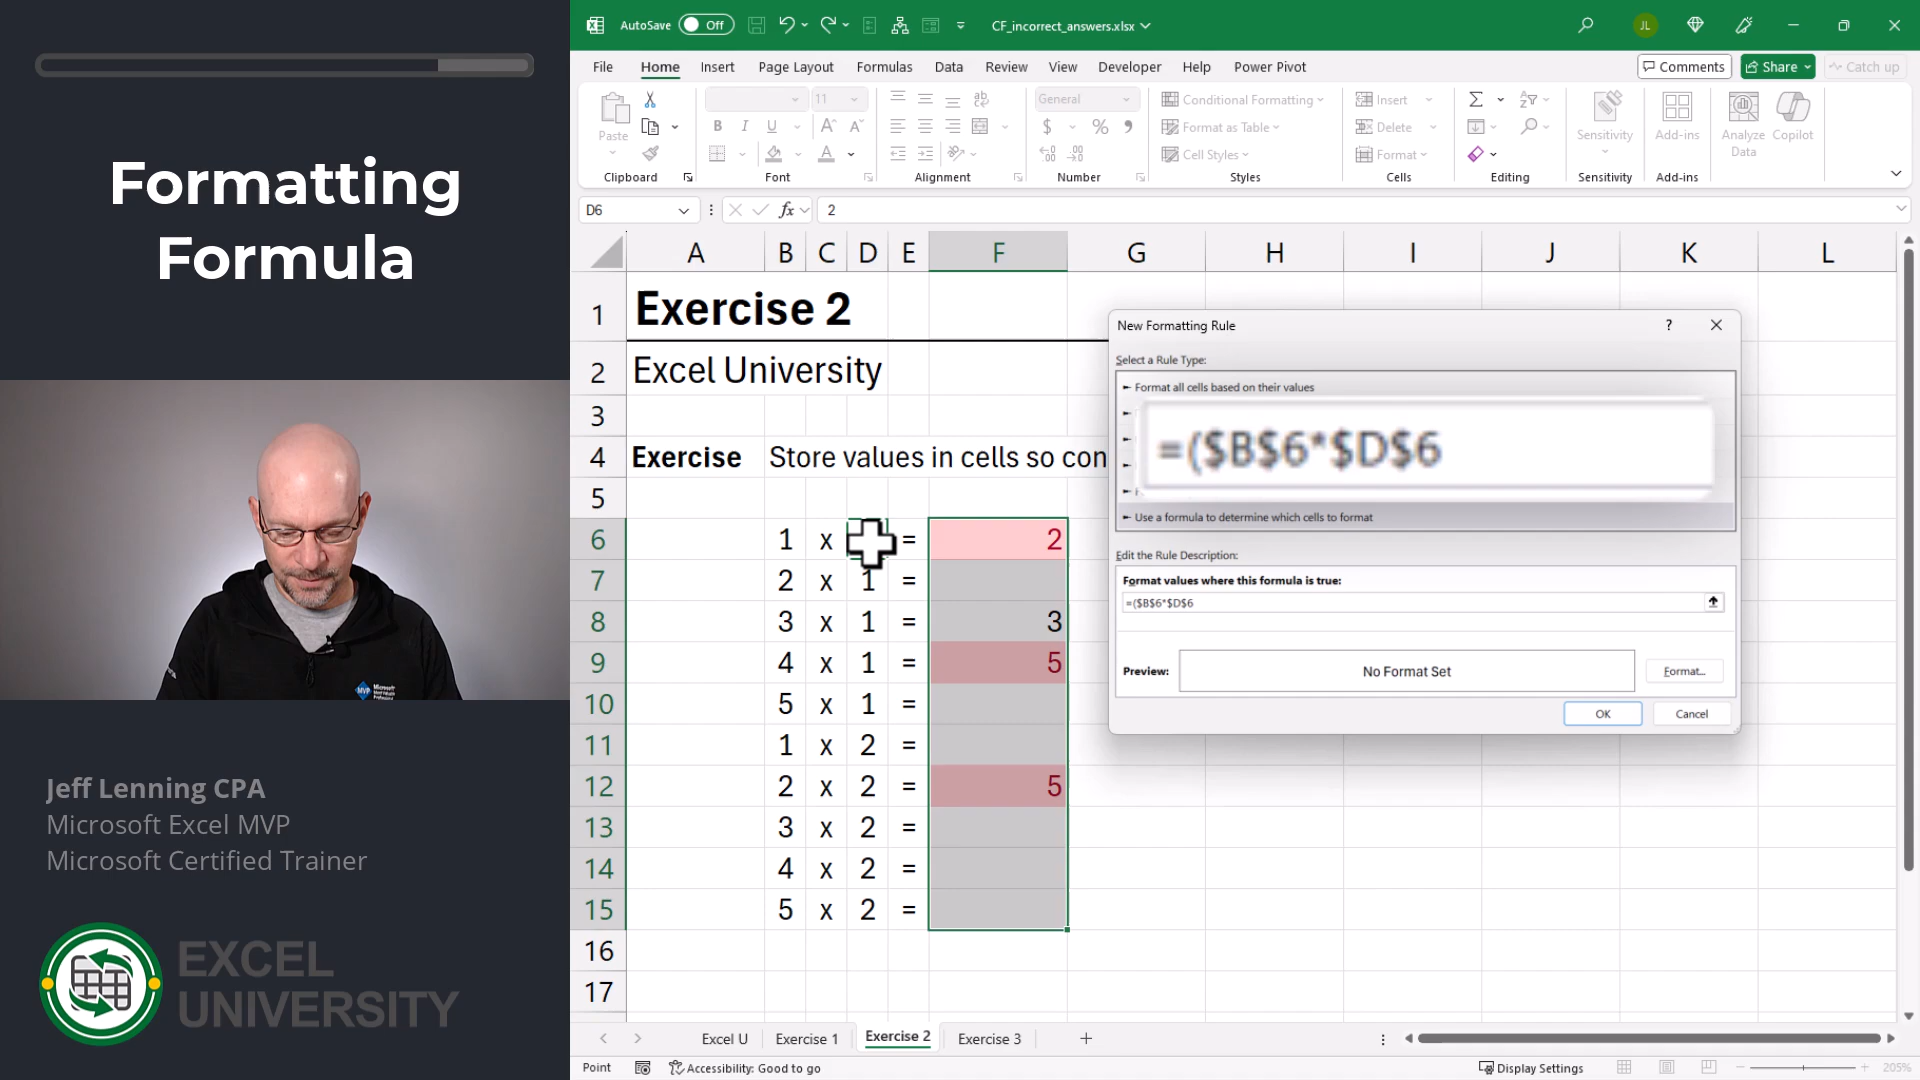 Formatting
Formula
Jeff Lenning CPA
Microsoft Excel MVP
Microsoft Certified Trainer
EXCEL
UNIVERSITY
AutoSave Off
CF_incorrect_answers.xlsx
JL
File Home Insert Page Layout Formulas Data Review View Developer Help Power Pivot
Comments Share Catch up
Paste
Clipboard
11
B I U
Font
Alignment
General
$ % 9
Number
Conditional Formatting
Format as Table
Cell Styles
Styles
Insert
Delete
Format
Cells
Editing
Sensitivity
Sensitivity
Add-ins
Add-ins
Analyze
Data
Copilot
D6 fx 2
A B C D E F G H I J K L
1 Exercise 2
2 Excel University
3
4 Exercise Store values in cells so con
5
6 1 x = 2
7 2 x 1 =
8 3 x 1 = 3
9 4 x 1 = 5
10 5 x 1 =
11 1 x 2 =
12 2 x 2 = 5
13 3 x 2 =
14 4 x 2 =
15 5 x 2 =
16
17
New Formatting Rule ?
Select a Rule Type:
Format all cells based on their values
=($B$6*$D$6
Use a formula to determine which cells to format
Edit the Rule Description:
Format values where this formula is true:
=($B$6*$D$6
Preview: No Format Set Format...
OK Cancel
Excel U Exercise 1 Exercise 2 Exercise 3
Point Accessibility: Good to go Display Settings 205%